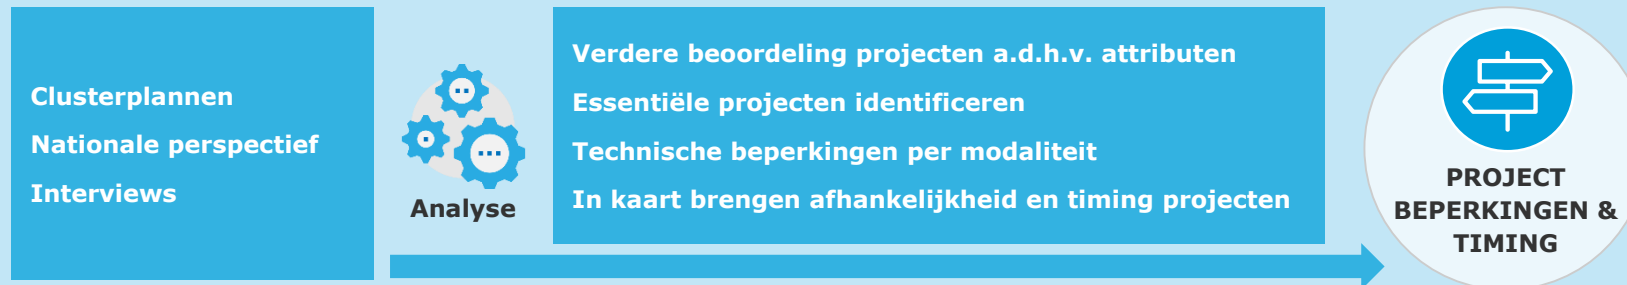 Clusterplannen
Nationale perspectief
Interviews
Analyse
Verdere beoordeling projecten a.d.h.v. attributen
Essentiële projecten identificeren
Technische beperkingen per modaliteit
In kaart brengen afhankelijkheid en timing projecten
PROJECT
BEPERKINGEN &
TIMING